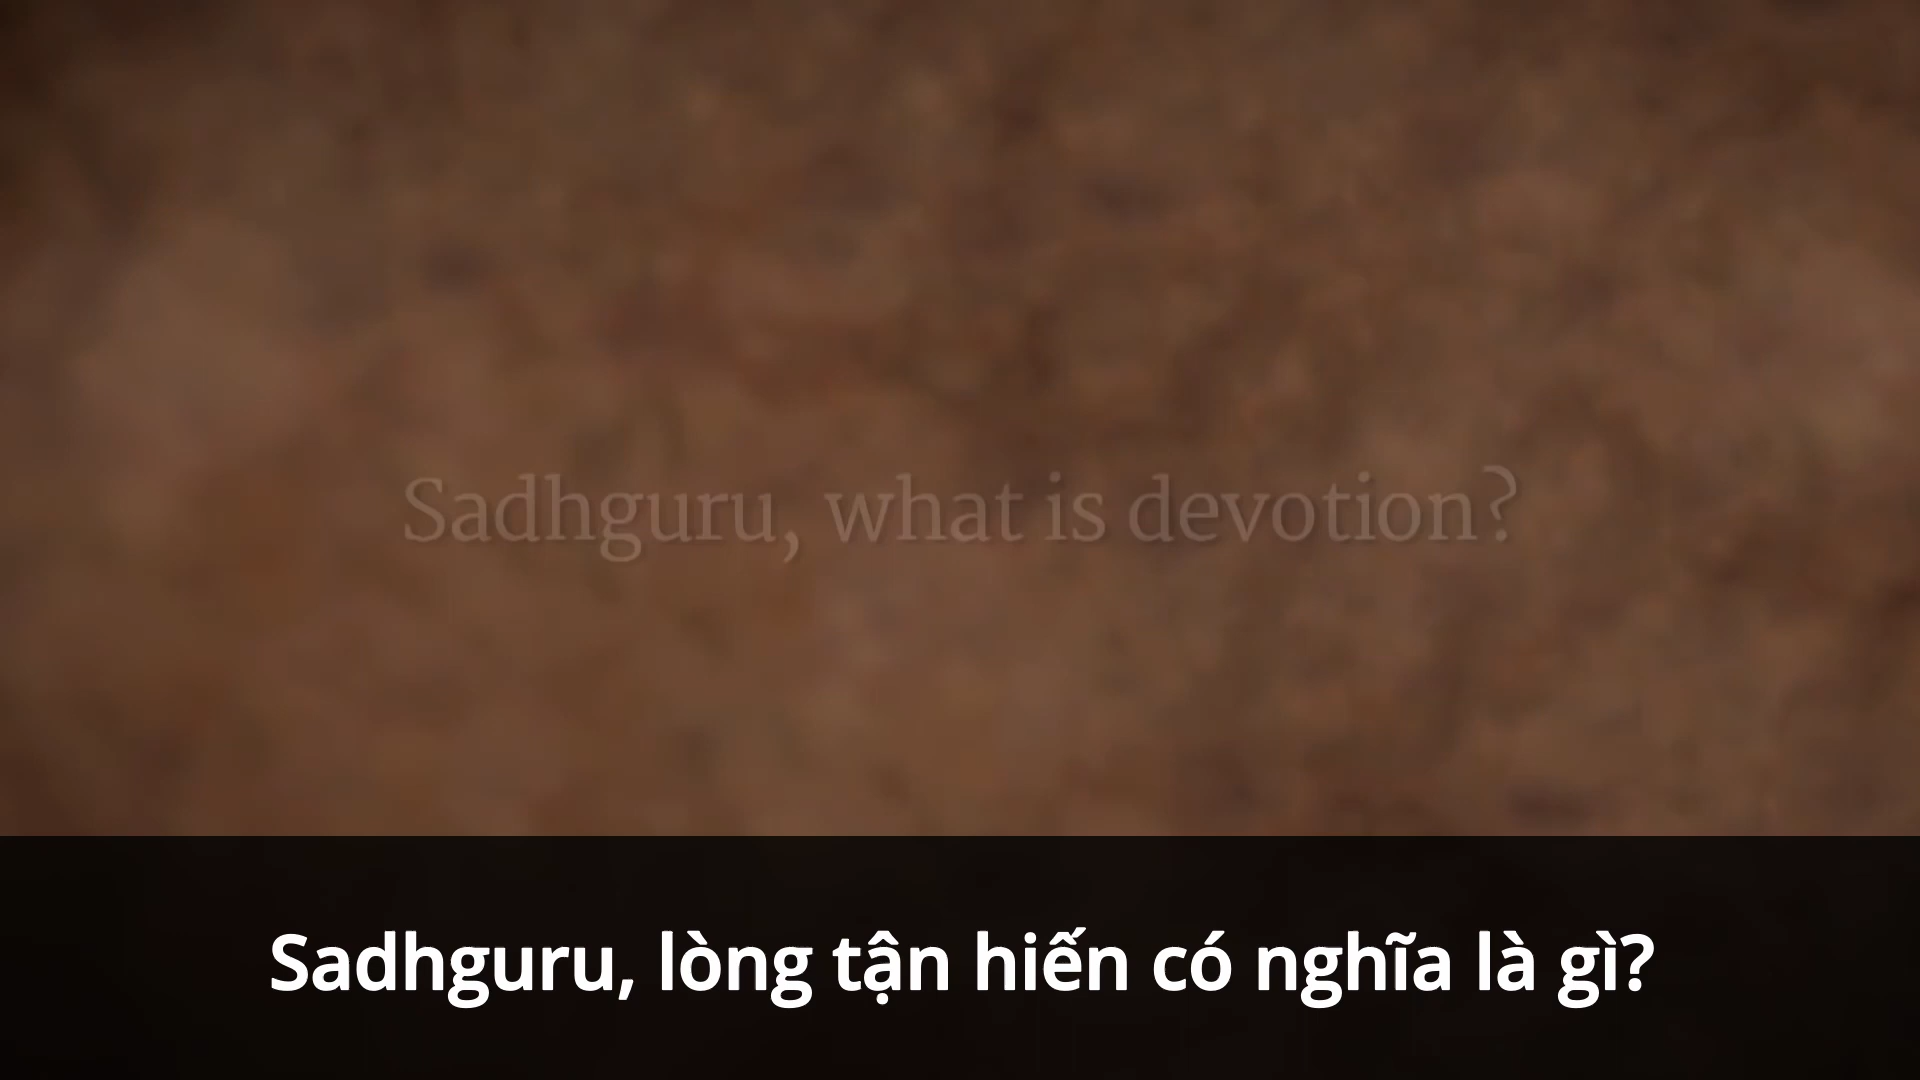 Sadhguru, what is devotion?
Sadhguru, lòng tận hiến có nghĩa là gì?